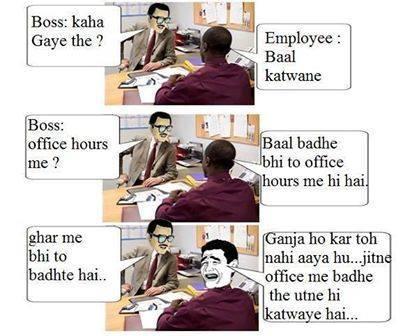 Boss: kaha
Gaye the ?
Employee :
Baal
katwane
Boss:
office hours
me ?
Baal badhe
bhi to office
hours me hi hai.
ghar me
bhi to
badhte hai..
Ganja ho kar toh
nahi aaya hu...jitne
office me badhe
the utne hi
katwaye hai...